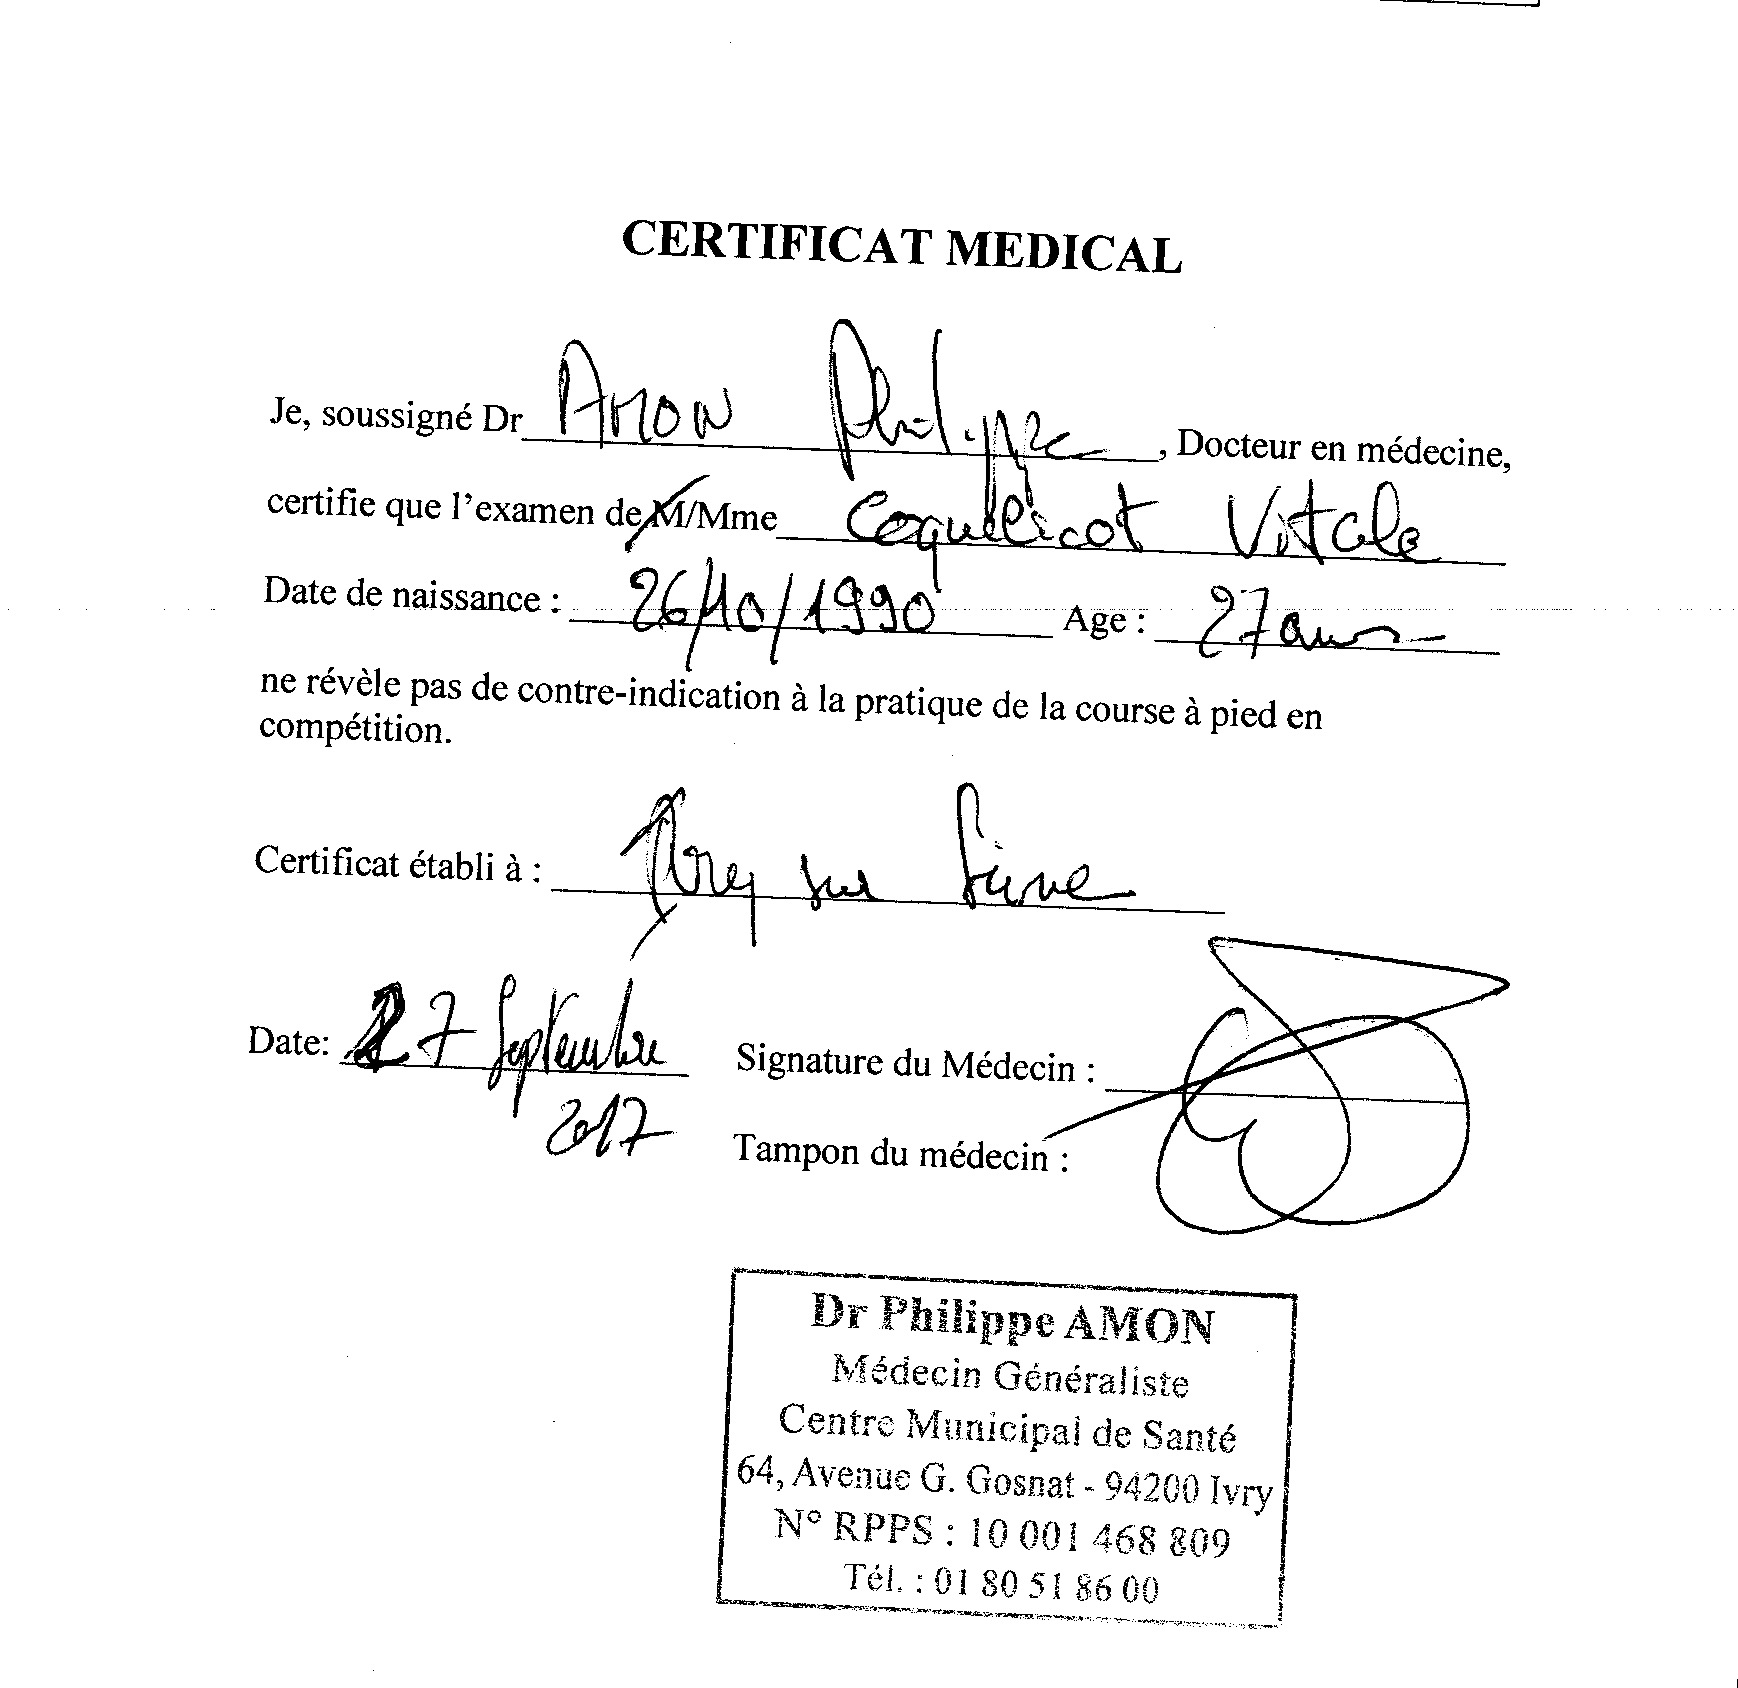 CERTIFICAT MEDICAL
Je, soussigné Dr AMON Philippe, Docteur en médecine,
certifie que l'examen de M/Mme Coquelicot Vitale
Date de naissance : 26/10/1990 Age : 27 ans
ne révèle pas de contre-indication à la pratique de la course à pied en
compétition.
Certificat établi à : Ivry sur Seine
Date: 27 Septembre Signature du Médecin :
2017
Tampon du médecin :
Dr Philippe AMON
Médecin Généraliste
Centre Municipal de Santé
64, Avenue G. Gosnat - 94200 Ivry
N° RPPS : 10 001 468 809
Tél. : 01 80 51 86 00